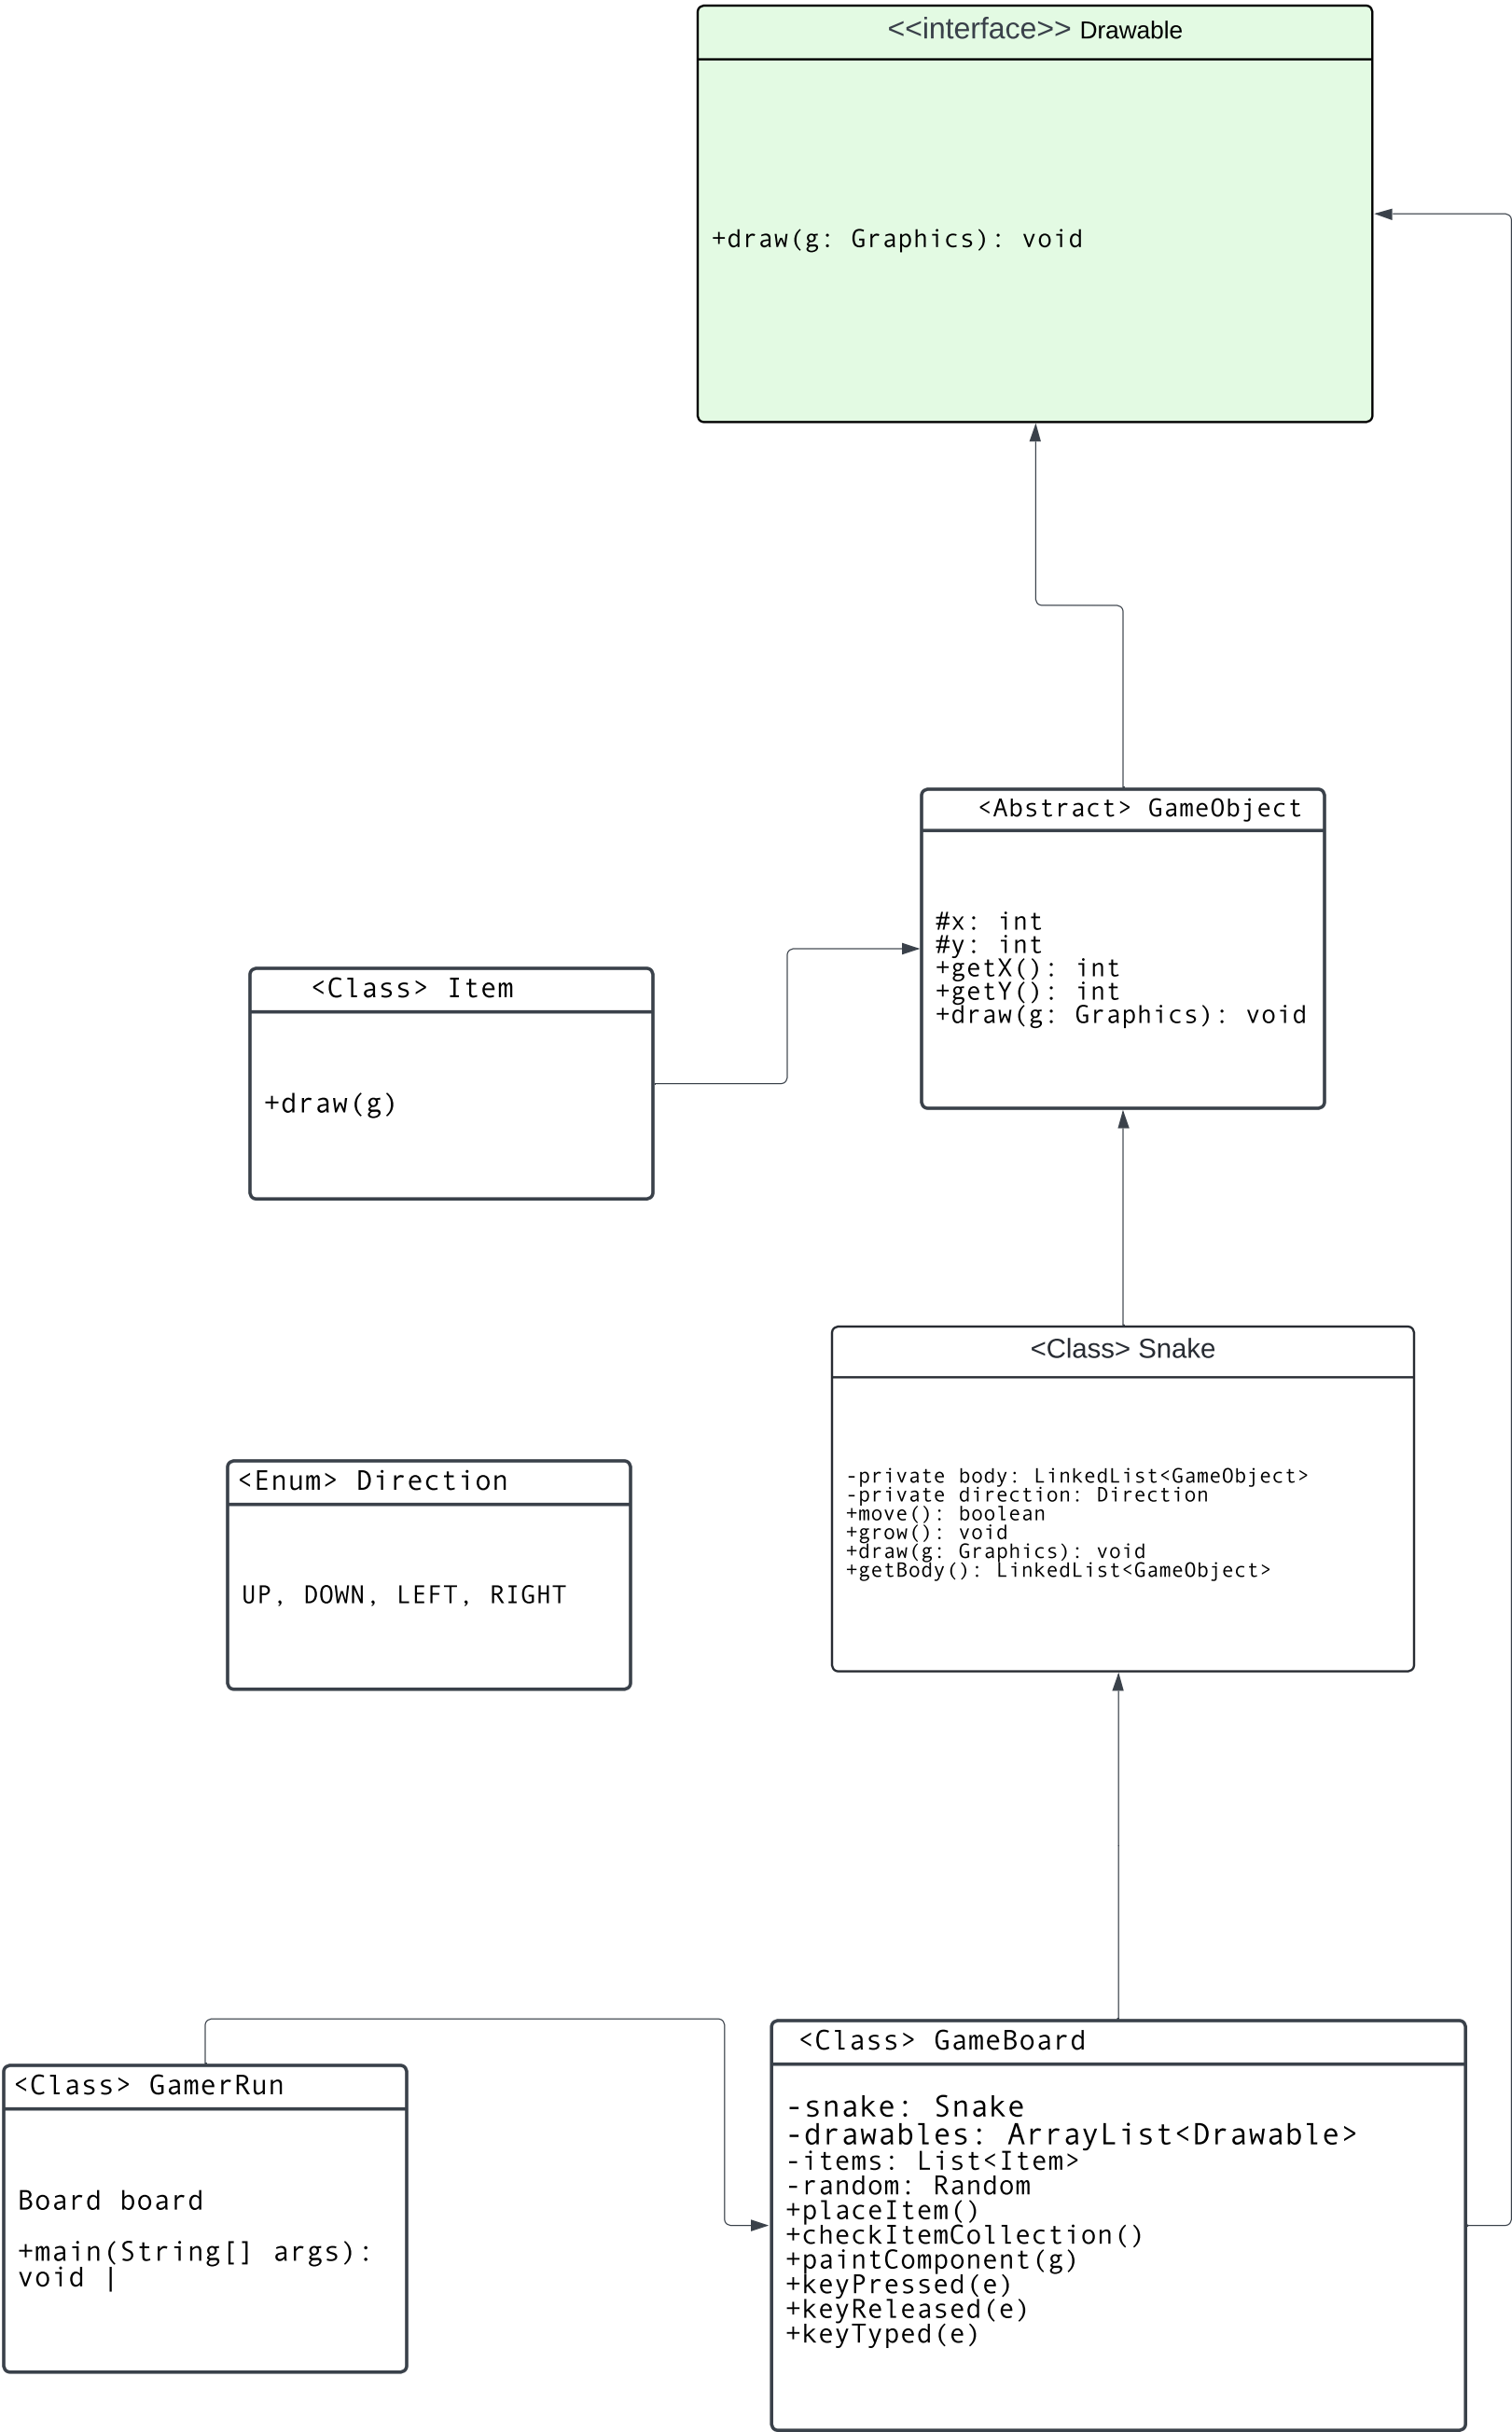 <<interface>> Drawable
+draw(g: Graphics): void
<Abstract> GameObject
#x: int
#y: int
+getX(): int
+getY(): int
+draw(g: Graphics): void
<Class> Item
+draw(g)
<Class> Snake
-private body: LinkedList<GameObject>
-private direction: Direction
+move(): boolean
+grow(): void
+draw(g: Graphics): void
+getBody(): LinkedList<GameObject>
<Enum> Direction
UP, DOWN, LEFT, RIGHT
<Class> GameBoard
-snake: Snake
-drawables: ArrayList<Drawable>
-items: List<Item>
-random: Random
+placeItem()
+checkItemCollection()
+paintComponent(g)
+keyPressed(e)
+keyReleased(e)
+keyTyped(e)
<Class> GamerRun
Board board
+main(String[] args):
void |